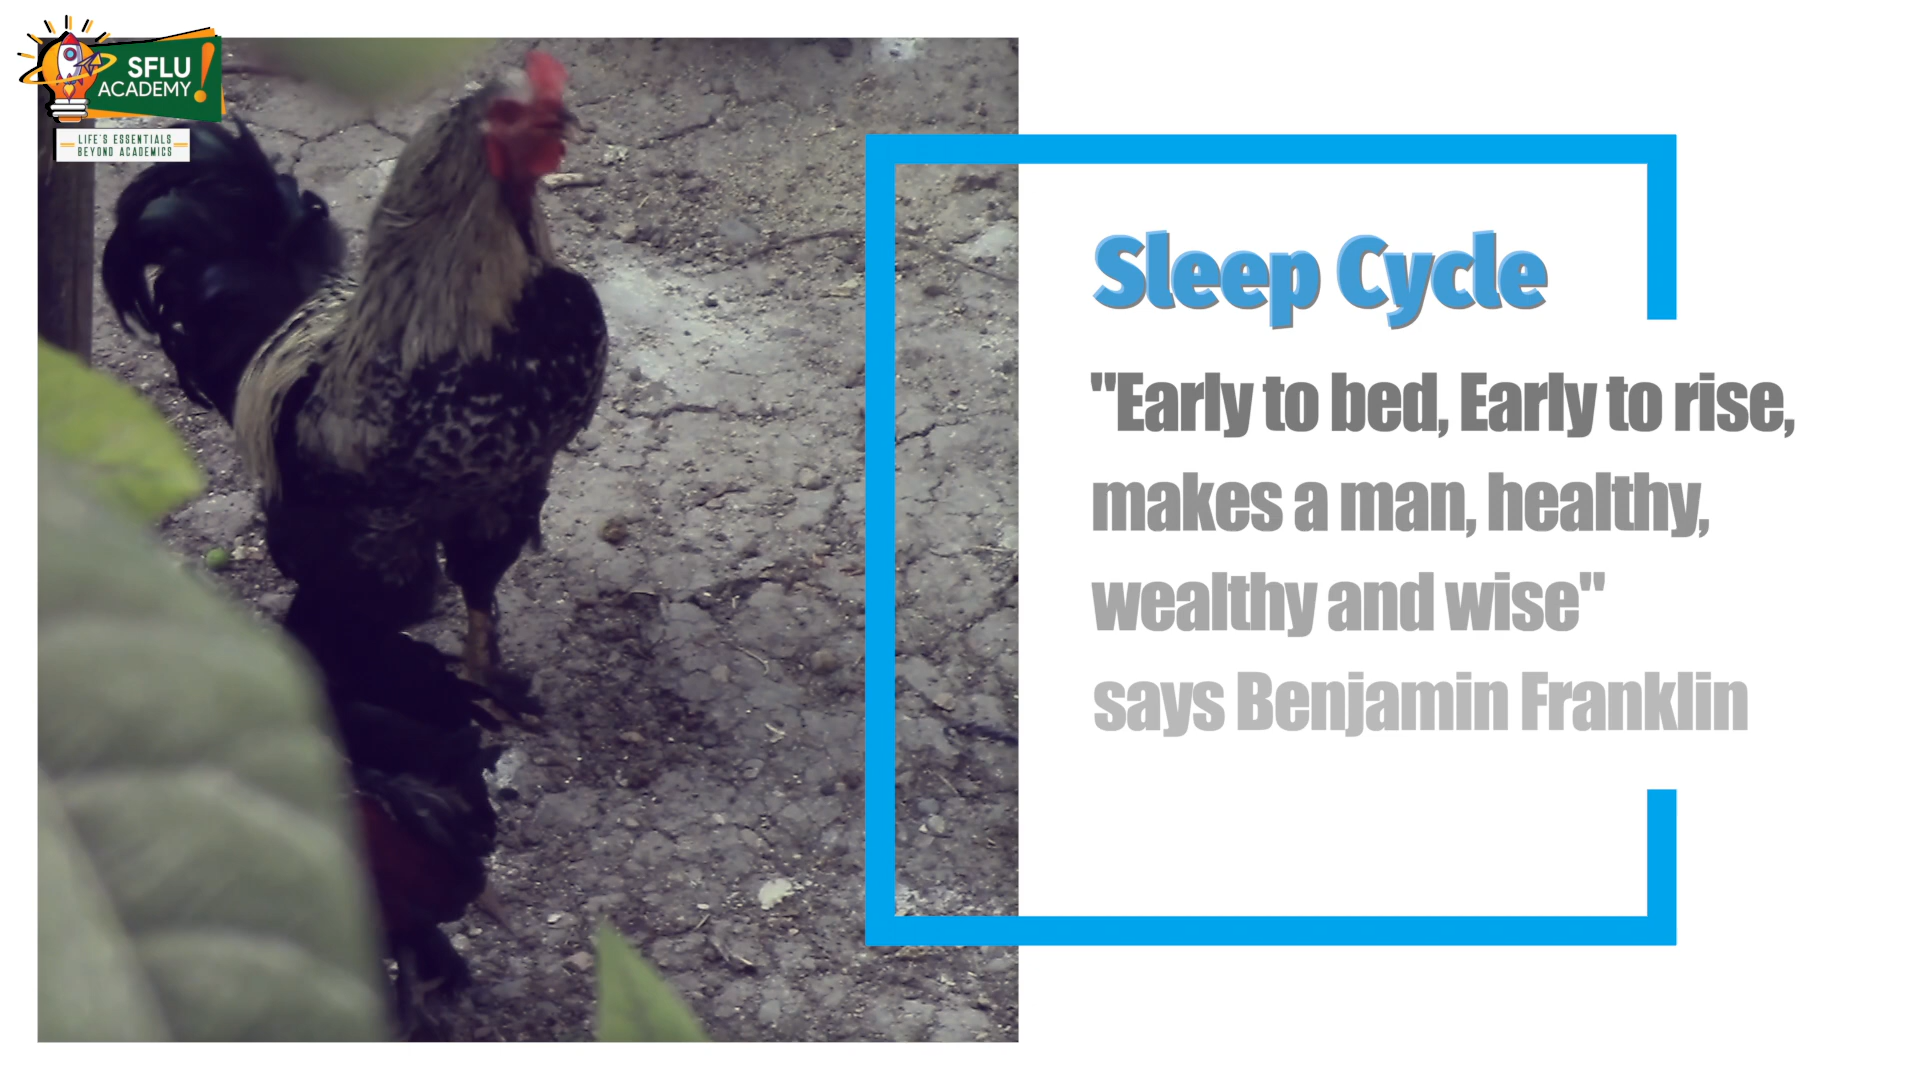 SFLU
ACADEMY
LIFE'S ESSENTIALS
BEYOND ACADEMICS
Sleep Cycle
"Early to bed, Early to rise,
makes a man, healthy,
wealthy and wise"
says Benjamin Franklin